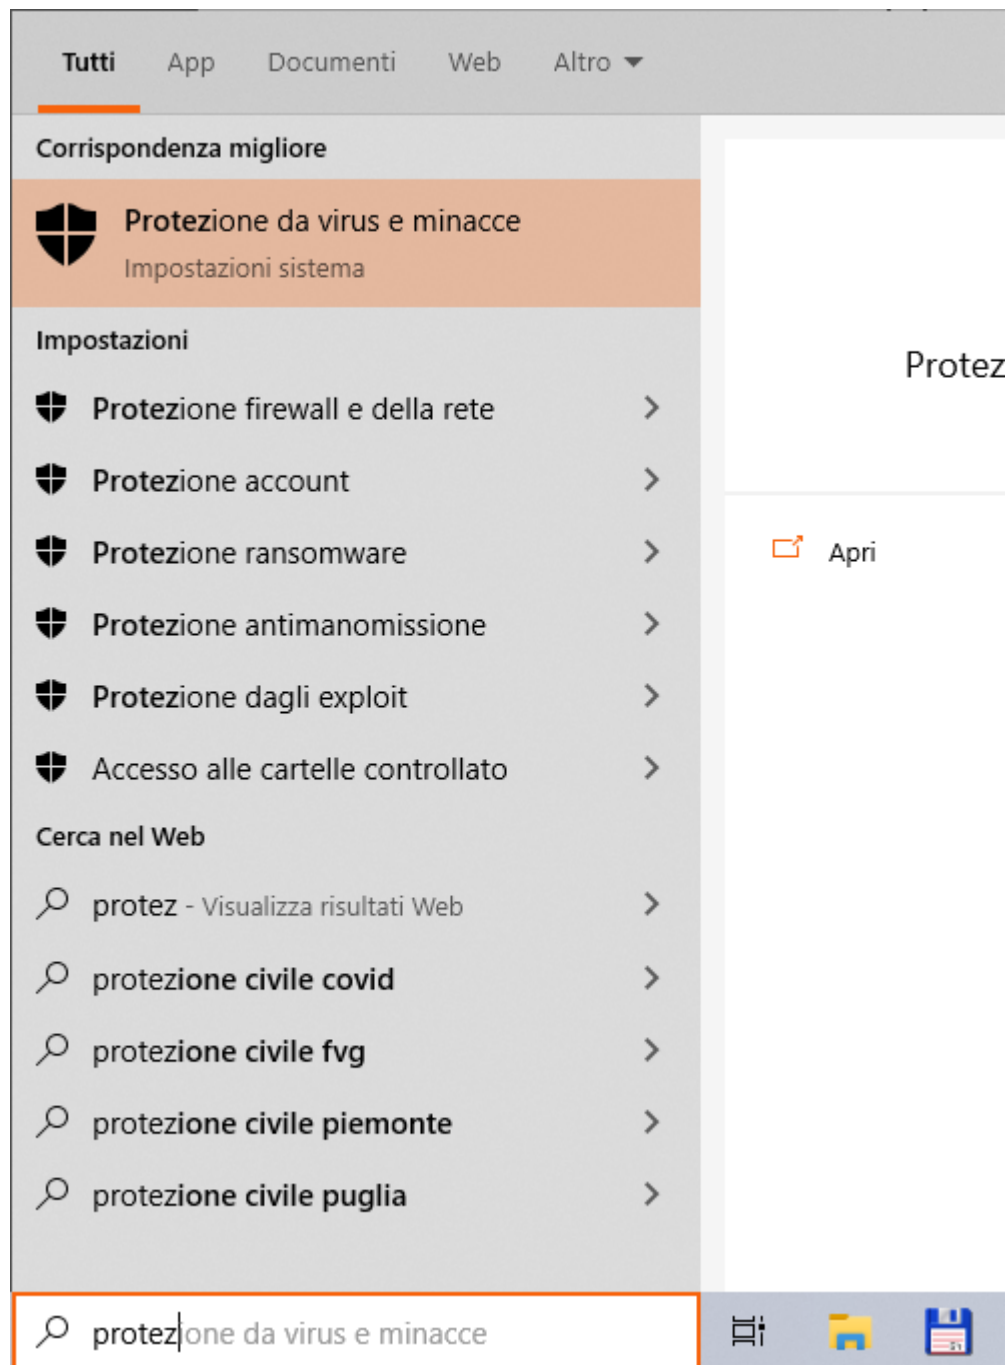 Tutti App Documenti Web Altro
Corrispondenza migliore
Protezione da virus e minacce
Impostazioni sistema
Impostazioni
Protez
Protezione firewall e della rete
Protezione account
Protezione ransomware
Apri
Protezione antimanomissione
Protezione dagli exploit
Accesso alle cartelle controllato
Cerca nel Web
protez - Visualizza risultati Web
protezione civile covid
protezione civile fvg
protezione civile piemonte
protezione civile puglia
protezione da virus e minacce